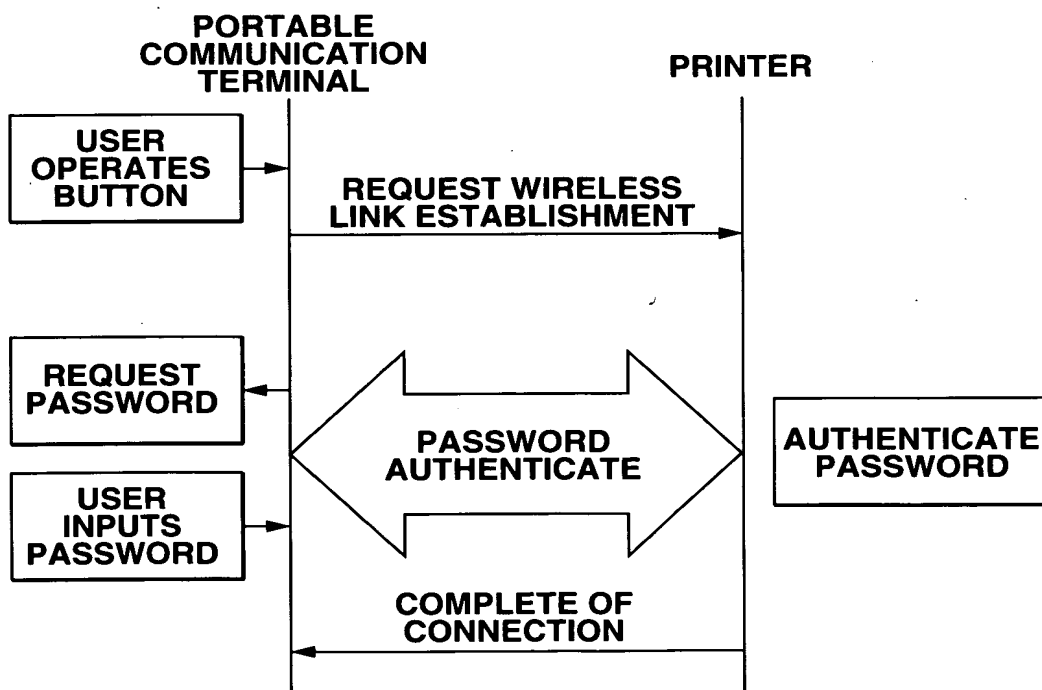 PORTABLE
COMMUNICATION
TERMINAL
PRINTER
USER
OPERATES
BUTTON
REQUEST WIRELESS
LINK ESTABLISHMENT
REQUEST
PASSWORD
PASSWORD
AUTHENTICATE
AUTHENTICATE
PASSWORD
USER
INPUTS
PASSWORD
COMPLETE OF
CONNECTION